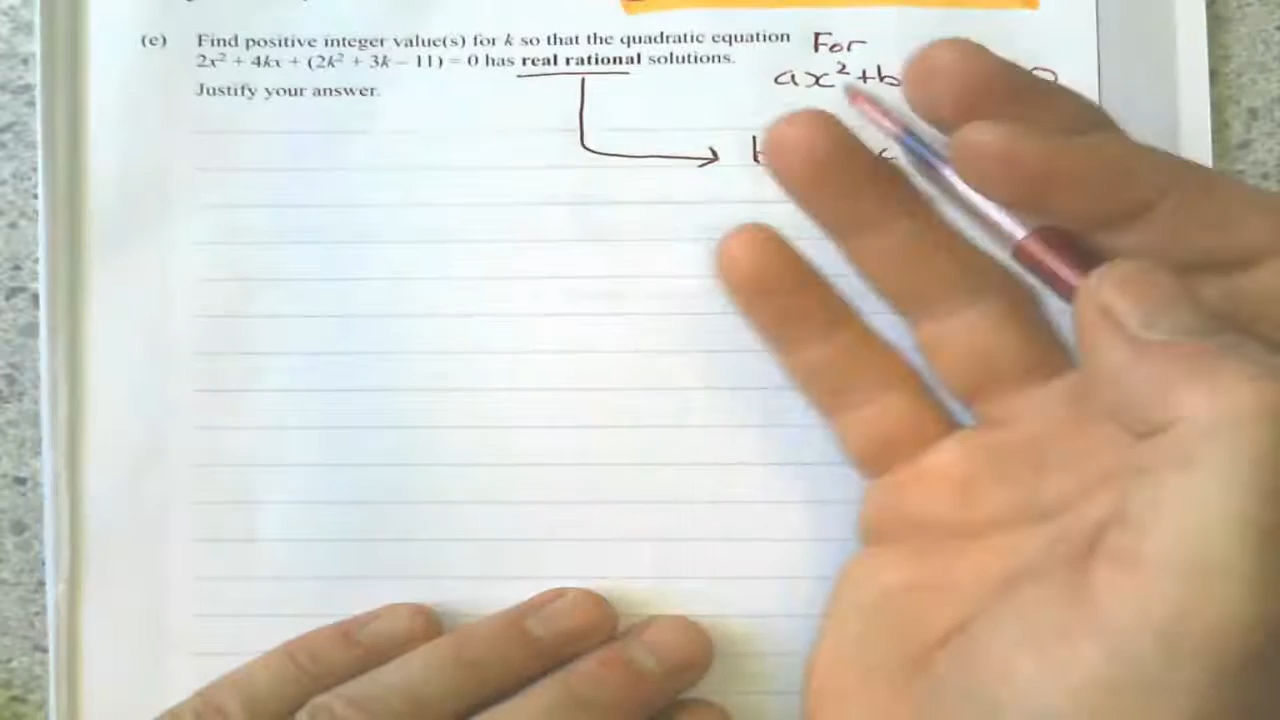 (c) Find positive integer value(s) for k so that the quadratic equation
2x² + 4kx + (2k² + 3k – 11) = 0 has real rational solutions.
Justify your answer.
For
ax²+b